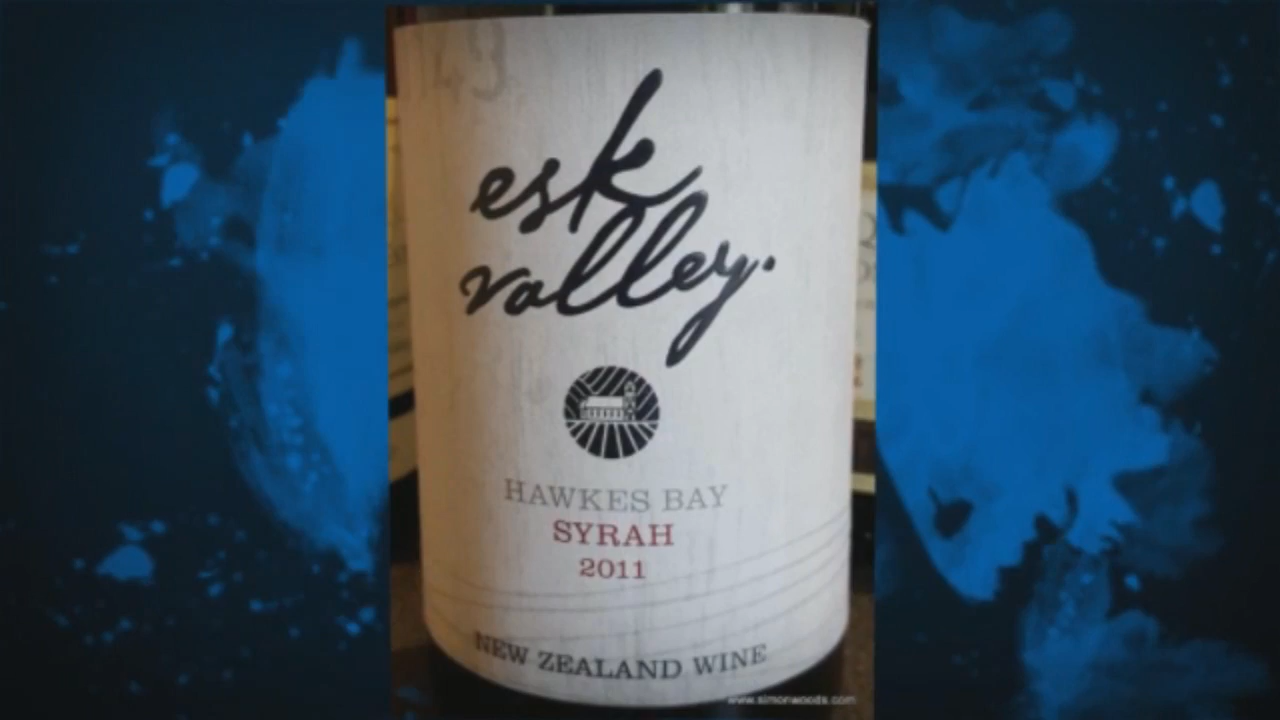 esk
valley.
HAWKES BAY
SYRAH
2011
NEW ZEALAND WINE
www.simonwoods.com